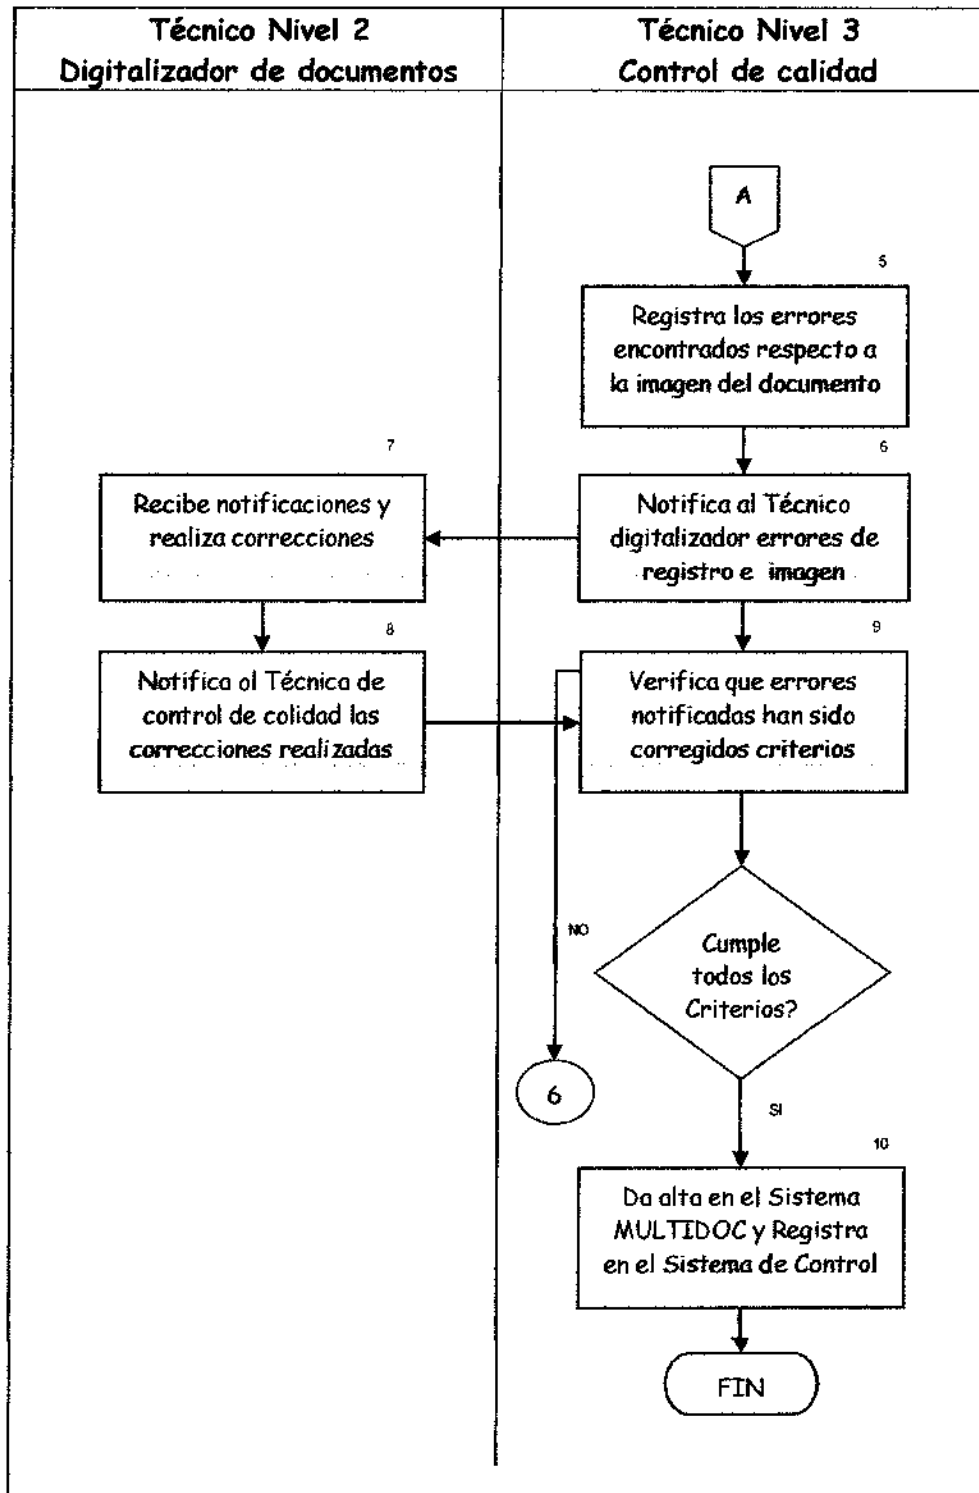 Técnico Nivel 2
Digitalizador de documentos
Técnico Nivel 3
Control de calidad
A
5
Registra los errores
encontrados respecto a
la imagen del documento
6
Notifica al Técnico
digitalizador errores de
registro e imagen
7
Recibe notificaciones y
realiza correcciones
8
Notifica al Técnica de
control de colidad las
correcciones realizadas
9
Verifica que errores
notificadas han sido
corregidos criterios
Cumple
todos los
Criterios?
NO
6
SI
10
Da alta en el Sistema
MULTIDOC y Registra
en el Sistema de Control
FIN